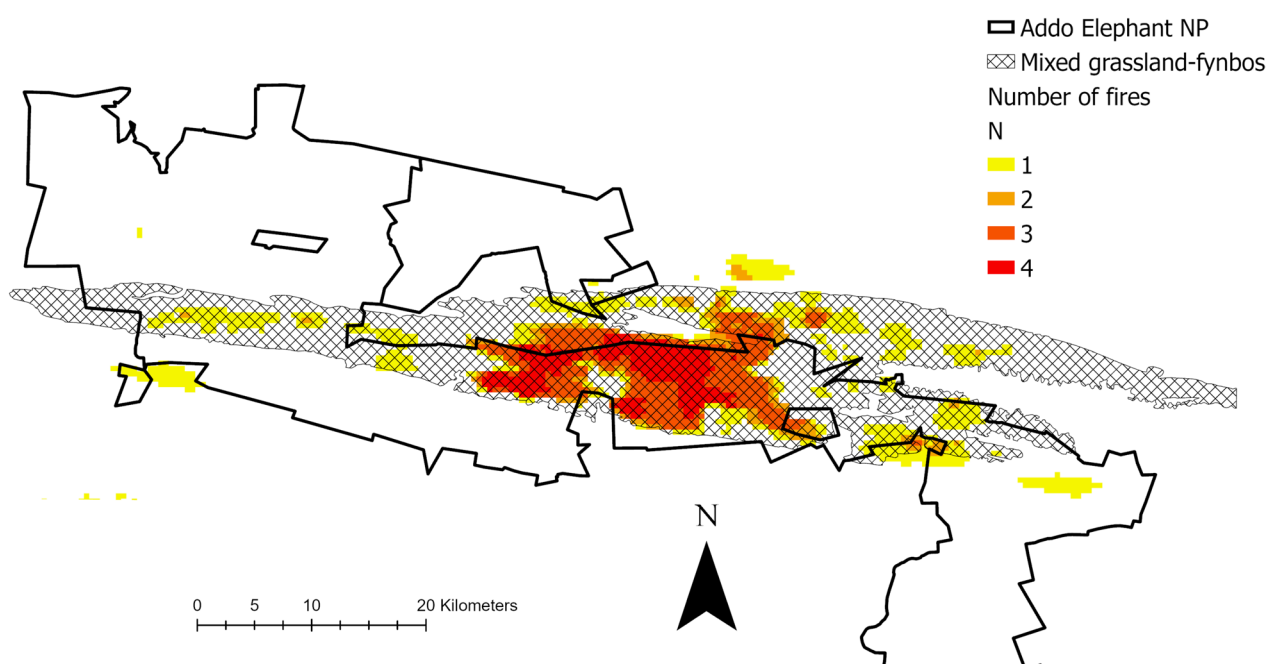 Addo Elephant NP
Mixed grassland-fynbos
Number of fires
N
1
2
3
4
N
0 5 10 20 Kilometers